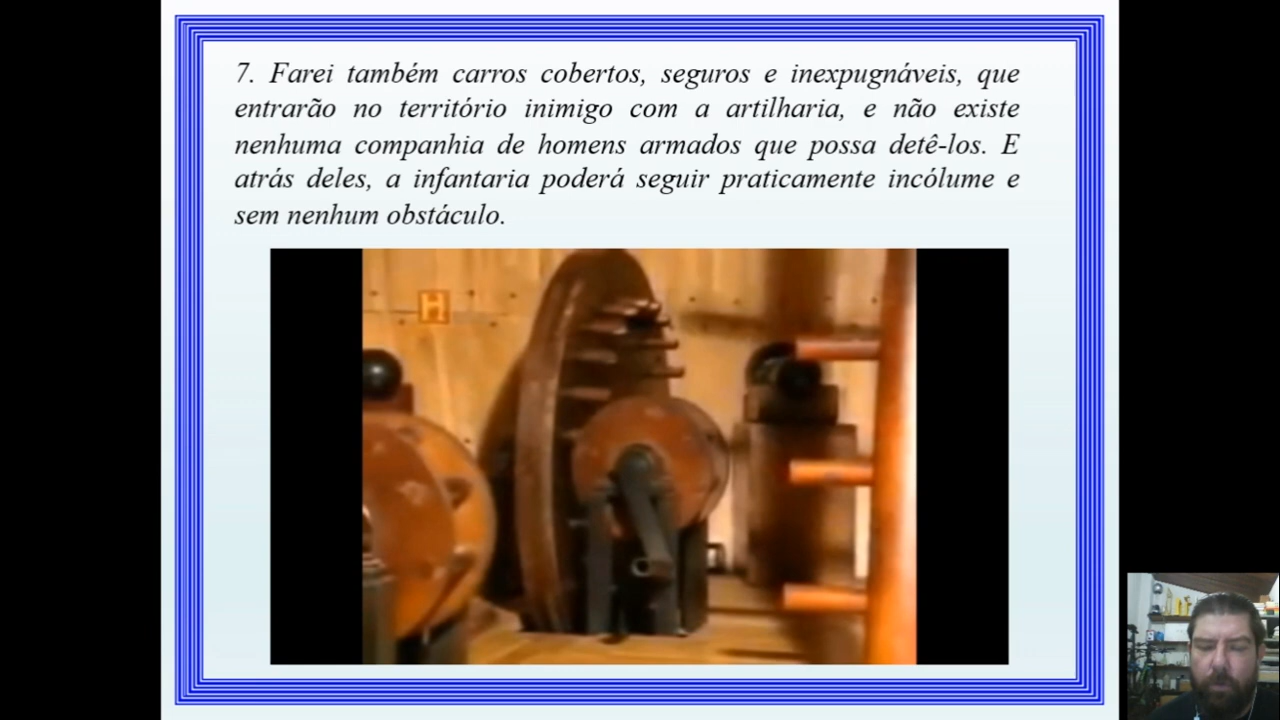 7. Farei também carros cobertos, seguros e inexpugnáveis, que
entrarão no território inimigo com a artilharia, e não existe
nenhuma companhia de homens armados que possa detê-los. E
atrás deles, a infantaria poderá seguir praticamente incólume e
sem nenhum obstáculo.
H